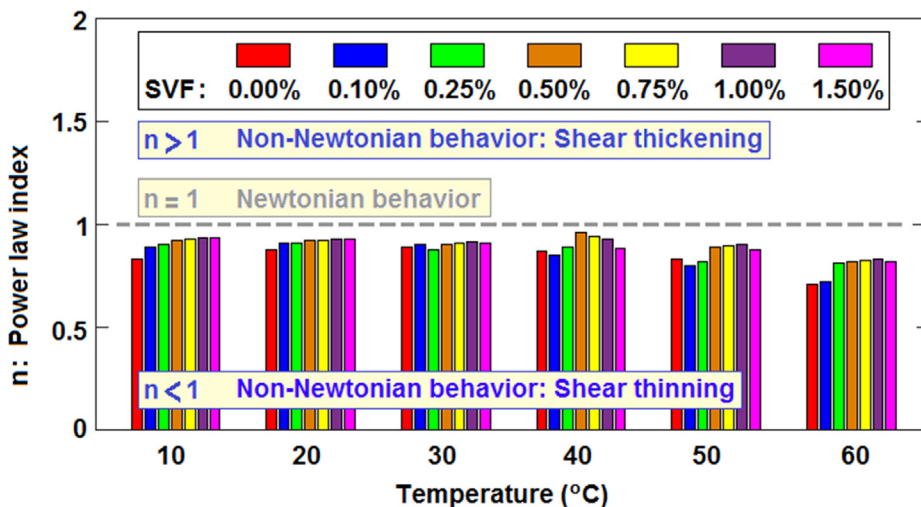 2
SVF: 0.00% 0.10% 0.25% 0.50% 0.75% 1.00% 1.50%
1.5
n > 1 Non-Newtonian behavior: Shear thickening
n = 1 Newtonian behavior
1
n: Power law index
0.5
n < 1 Non-Newtonian behavior: Shear thinning
0
10 20 30 40 50 60
Temperature (°C)